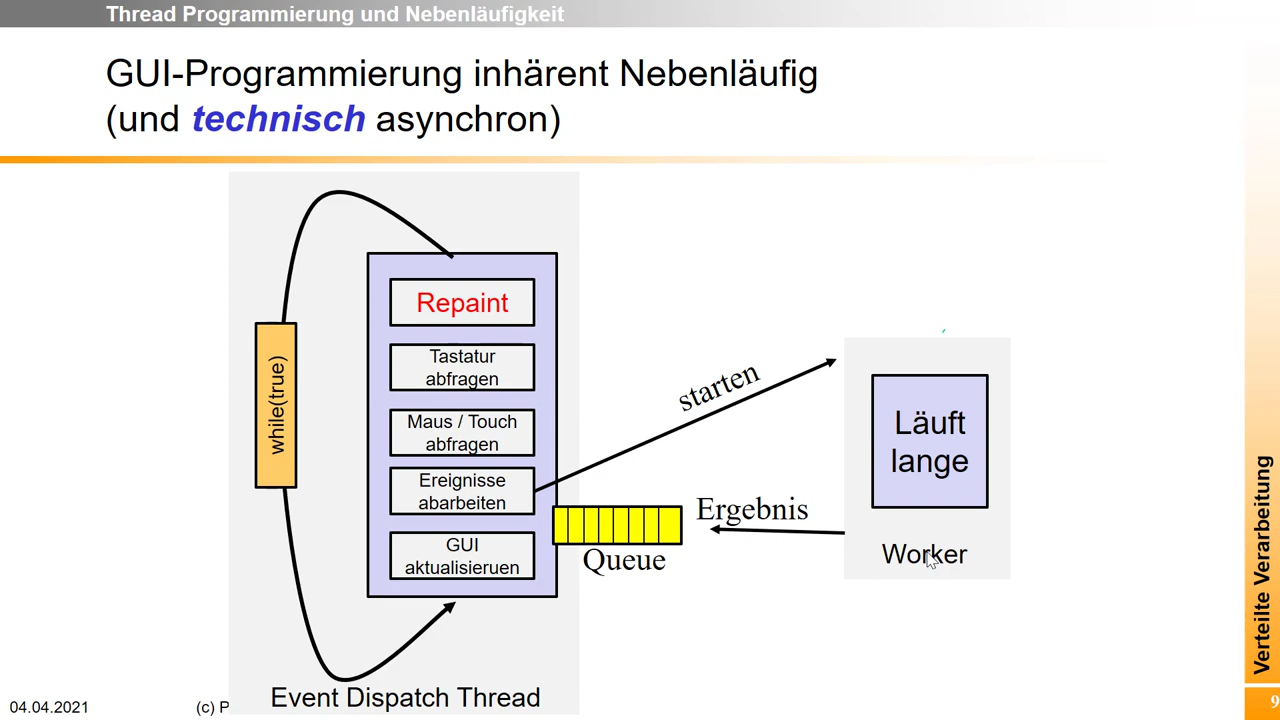 Thread Programmierung und Nebenläufigkeit
GUI-Programmierung inhärent Nebenläufig
(und technisch asynchron)
while(true)
Repaint
Tastatur
abfragen
Maus / Touch
abfragen
Ereignisse
abarbeiten
GUI
aktualisieruen
Event Dispatch Thread
starten
Queue
Ergebnis
Läuft
lange
Worker
Verteilte Verarbeitung
04.04.2021
(c) P
9